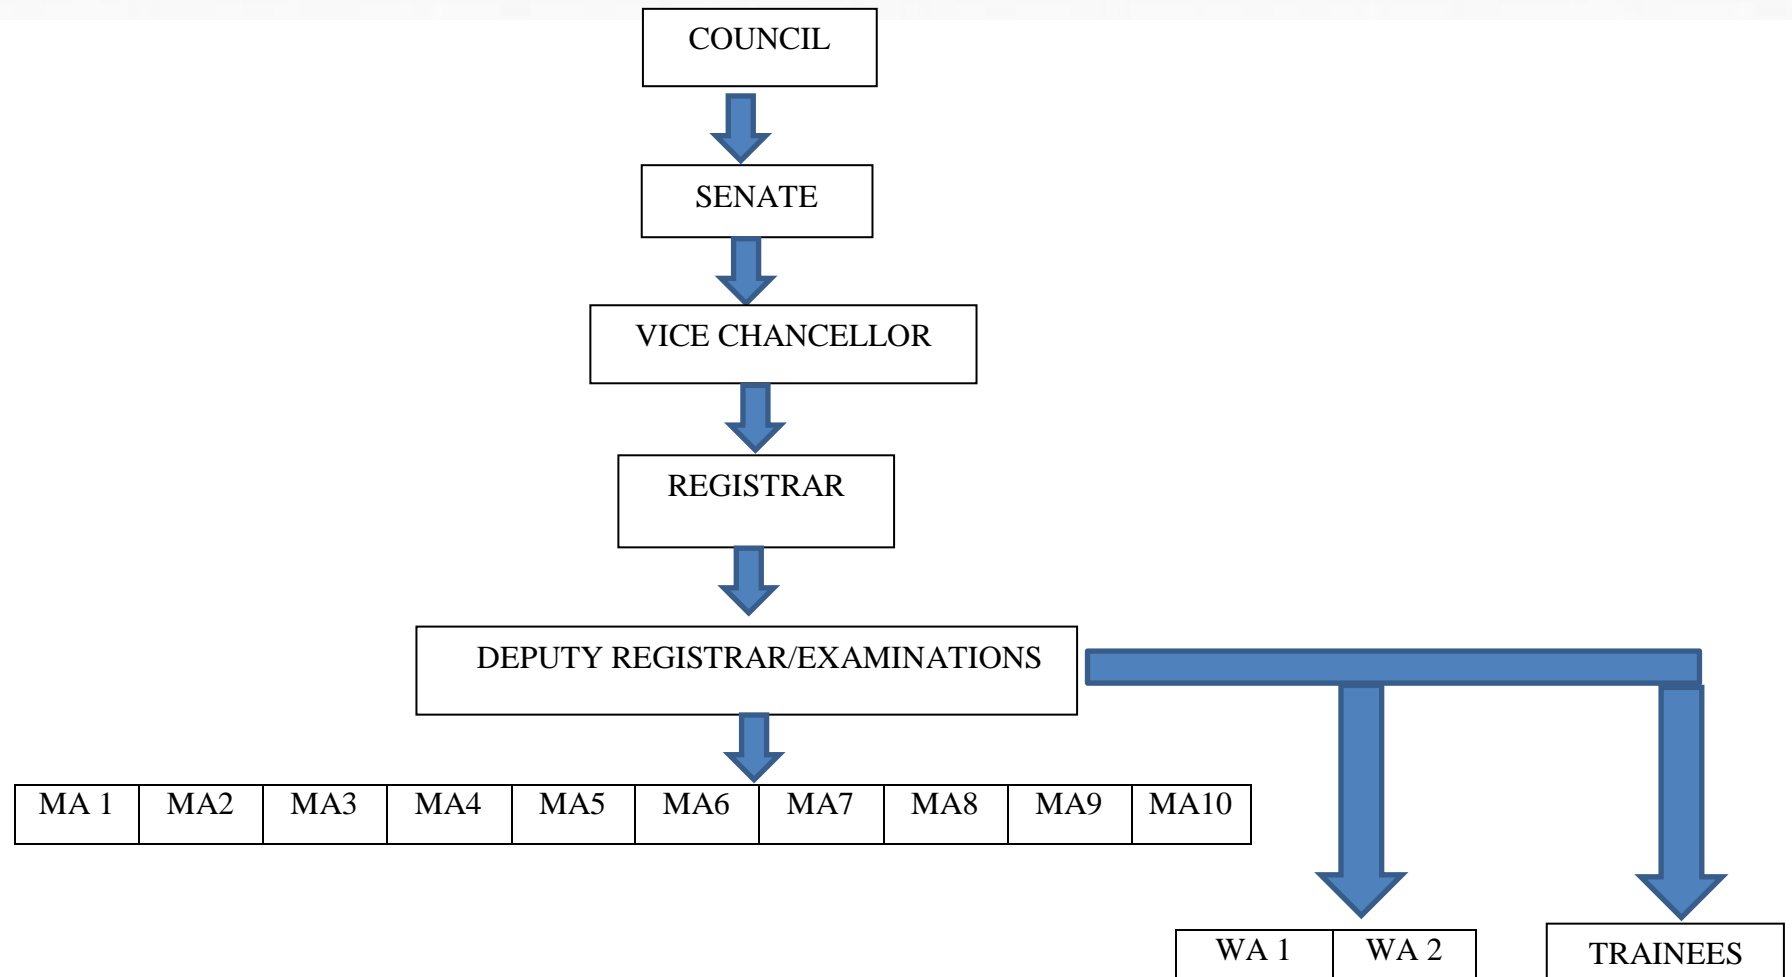 COUNCIL
SENATE
VICE CHANCELLOR
REGISTRAR
DEPUTY REGISTRAR/EXAMINATIONS
MA 1 MA2 MA3 MA4 MA5 MA6 MA7 MA8 MA9 MA10
WA 1 WA 2 TRAINEES